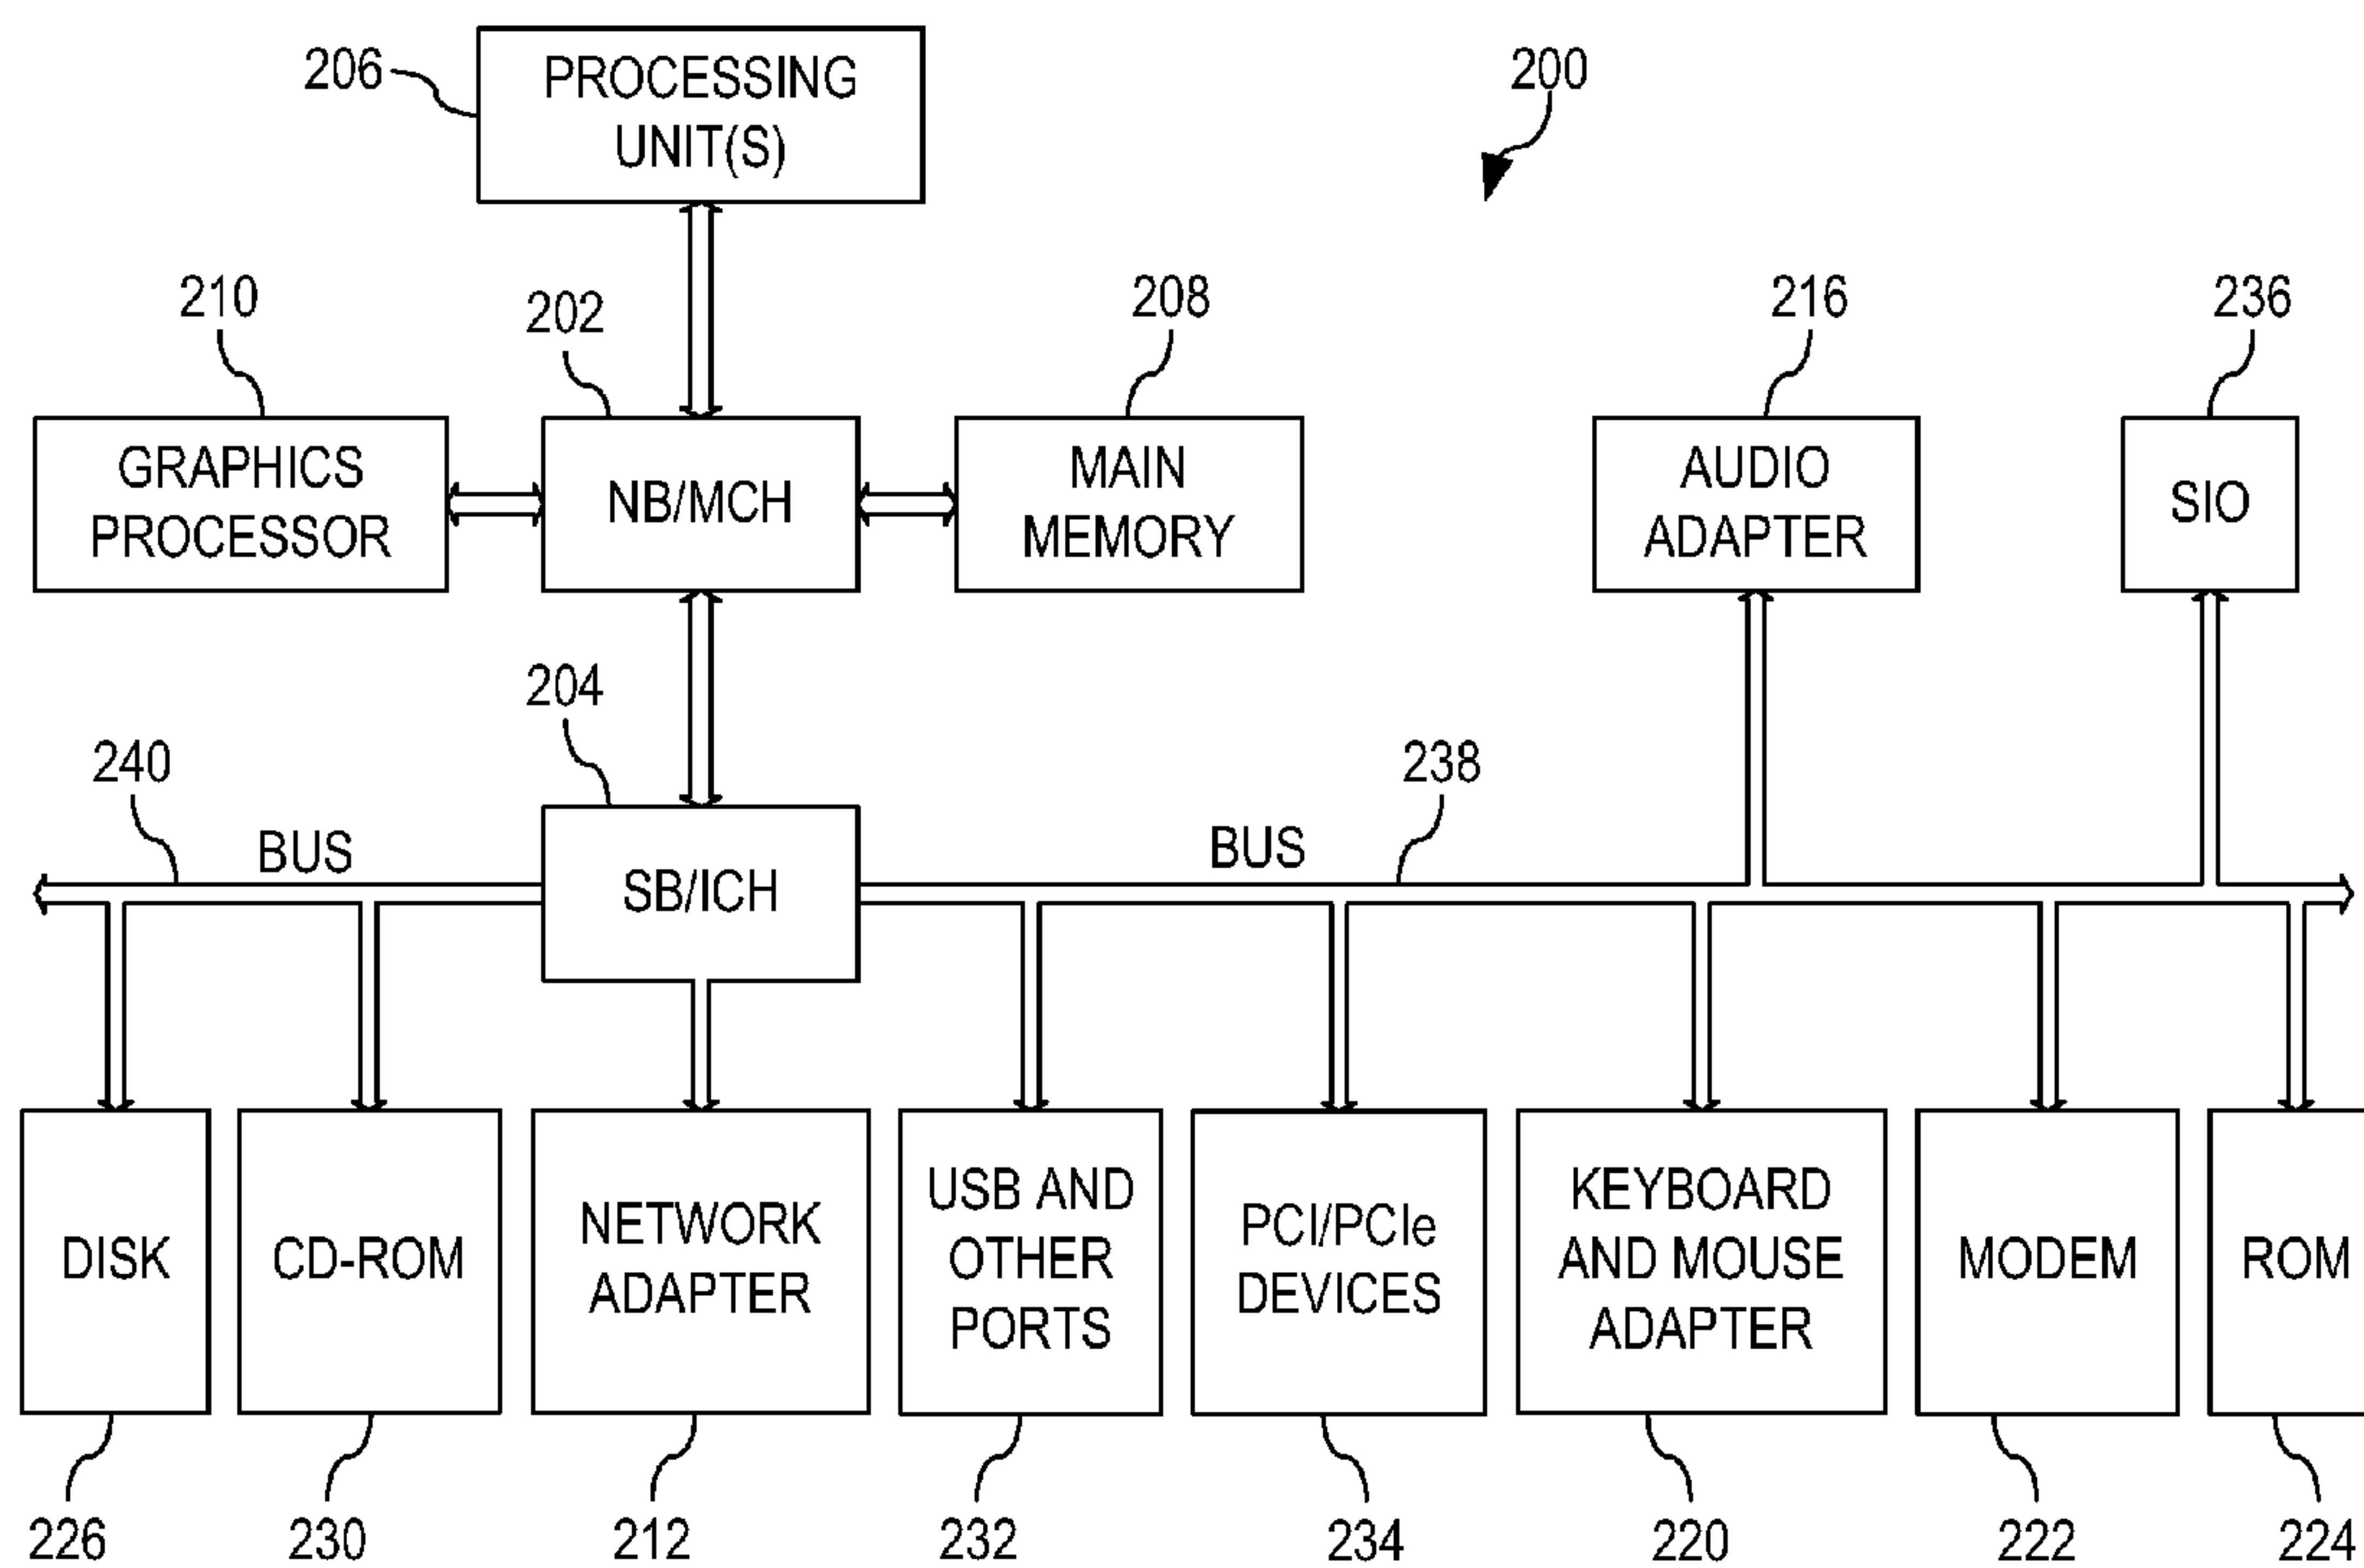 206
PROCESSING
UNIT(S)
200
210
202
208
216
236
GRAPHICS
PROCESSOR
NB/MCH
MAIN
MEMORY
AUDIO
ADAPTER
SIO
204
240
238
BUS
BUS
SB/ICH
DISK
CD-ROM
NETWORK
ADAPTER
USB AND
OTHER
PORTS
PCI/PCIe
DEVICES
KEYBOARD
AND MOUSE
ADAPTER
MODEM
ROM
226
230
212
232
234
220
222
224